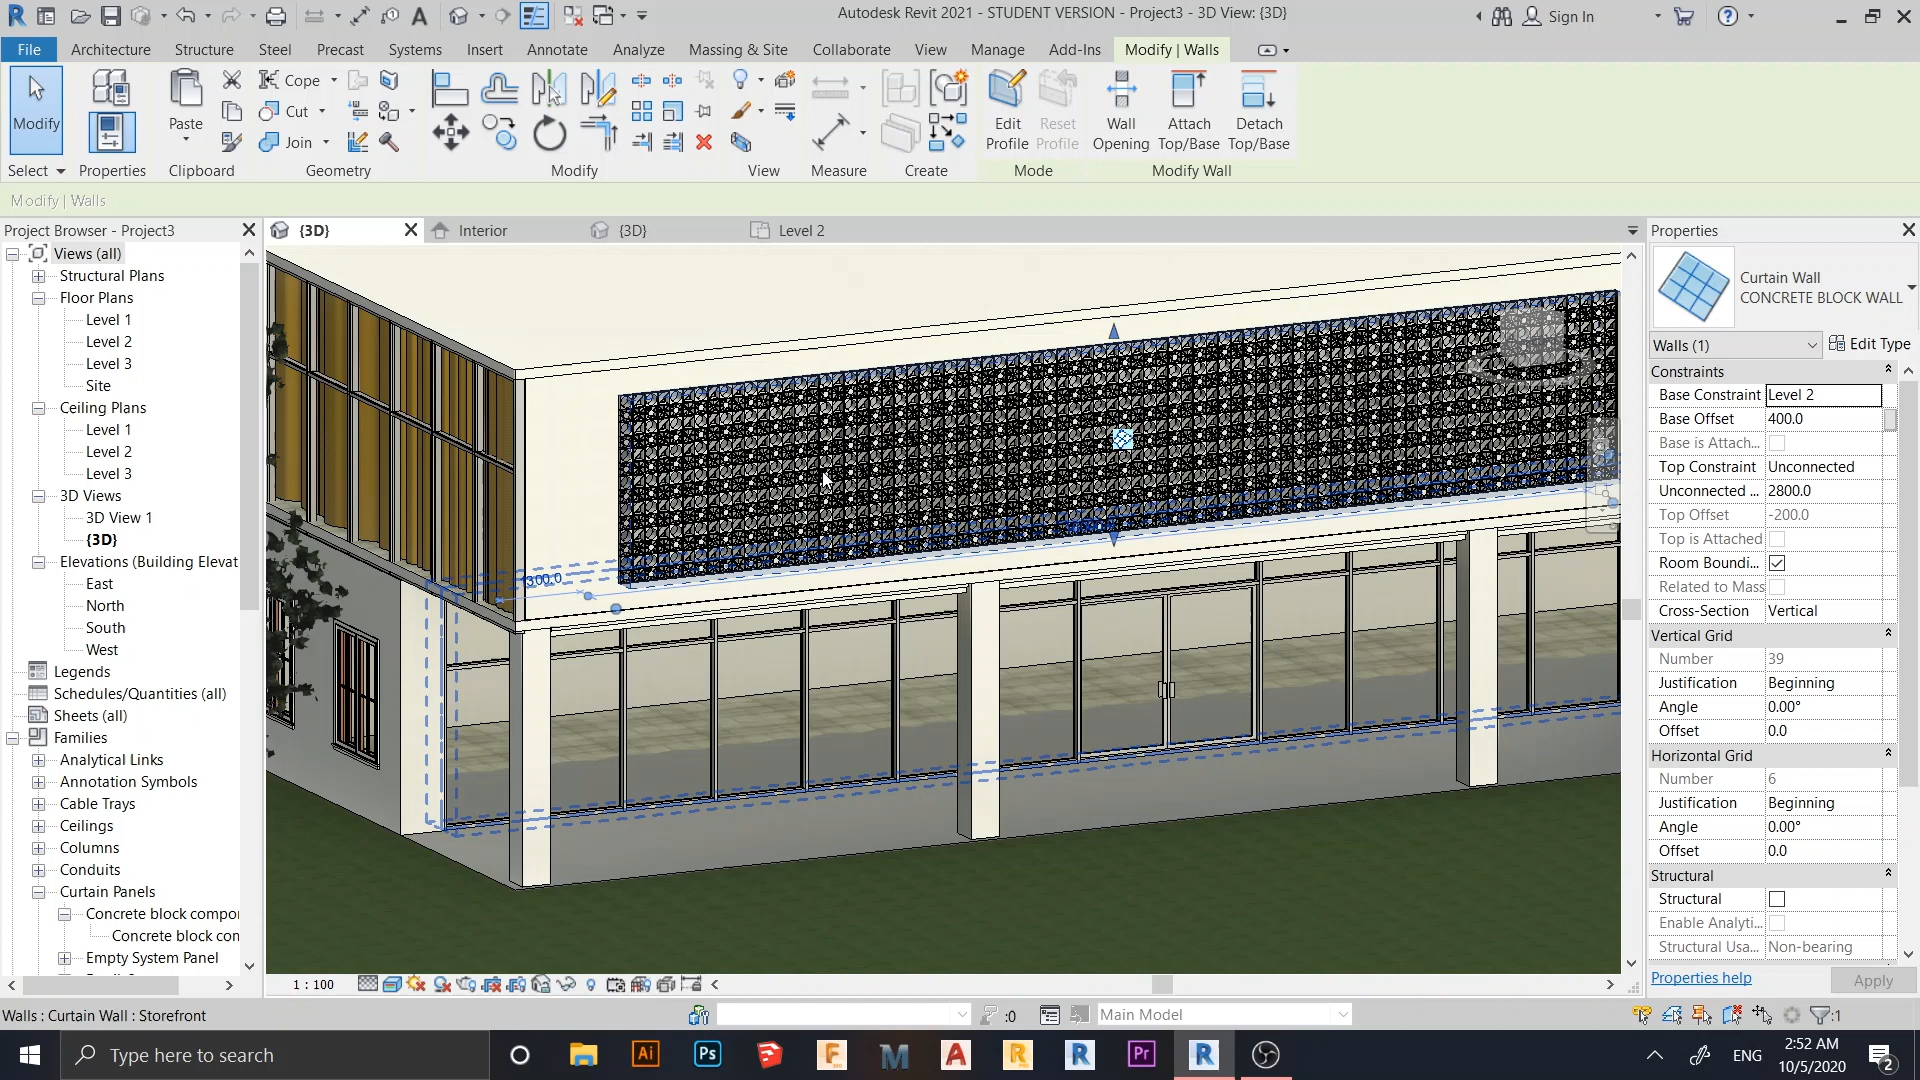 Autodesk Revit 2021 - STUDENT VERSION - Project3 - 3D View: {3D}
Sign In
File
Architecture
Structure
Steel
Precast
Systems
Insert
Annotate
Analyze
Massing & Site
Collaborate
View
Manage
Add-Ins
Modify | Walls
Modify
Paste
Cope
Cut
Join
Edit
Profile
Reset
Profile
Wall
Opening
Attach
Top/Base
Detach
Top/Base
Select
Properties
Clipboard
Geometry
Modify
View
Measure
Create
Mode
Modify Wall
Modify | Walls
Project Browser - Project3
{3D}
Interior
{3D}
Level 2
Properties
Views (all)
Structural Plans
Floor Plans
Level 1
Level 2
Level 3
Site
Ceiling Plans
Level 1
Level 2
Level 3
3D Views
3D View 1
{3D}
Elevations (Building Elevat
East
North
South
West
Legends
Schedules/Quantities (all)
Sheets (all)
Families
Analytical Links
Annotation Symbols
Cable Trays
Ceilings
Columns
Conduits
Curtain Panels
Concrete block compo
Concrete block con
Empty System Panel
1300.0
Curtain Wall
CONCRETE BLOCK WALL
Walls (1)
Edit Type
Constraints
Base Constraint Level 2
Base Offset 400.0
Base is Attach...
Top Constraint Unconnected
Unconnected ... 2800.0
Top Offset -200.0
Top is Attached
Room Boundi...
Related to Mass
Cross-Section Vertical
Vertical Grid
Number 39
Justification Beginning
Angle 0.00°
Offset 0.0
Horizontal Grid
Number 6
Justification Beginning
Angle 0.00°
Offset 0.0
Structural
Structural
Enable Analyti...
Structural Usa... Non-bearing
Properties help
Apply
1 : 100
Walls : Curtain Wall : Storefront
:0
Main Model
:1
Type here to search
ENG
2:52 AM
10/5/2020
2